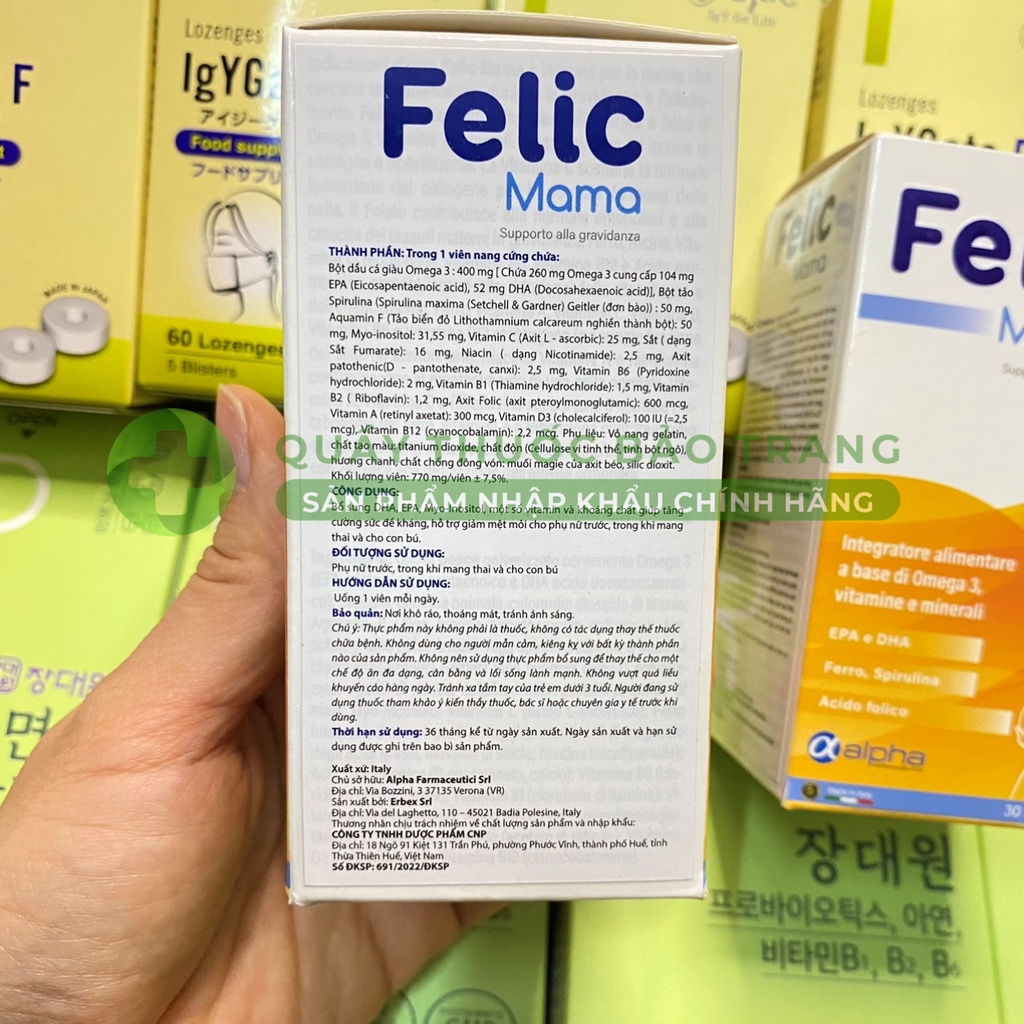 Lozenges
IgYG
アイジー
Food supp
フードサプリ
MADE IN JAPAN
60 Lozenges
5 Blisters
F
IgY for Life
Lozenges
Felic
Mama
Supporto alla gravidanza
THÀNH PHẦN: Trong 1 viên nang cứng chứa:
Bột dầu cá giàu Omega 3 : 400 mg [ Chứa 260 mg Omega 3 cung cấp 104 mg
EPA (Eicosapentaenoic acid), 52 mg DHA (Docosahexaenoic acid)], Bột tảo
Spirulina (Spirulina maxima (Setchell & Gardner) Geitler (đơn bào)) : 50 mg,
Aquamin F (Tảo biển đỏ Lithothamnium calcareum nghiền thành bột): 50
mg, Myo-inositol: 31,55 mg, Vitamin C (Axit L - ascorbic): 25 mg, Sắt ( dạng
Sắt Fumarate): 16 mg, Niacin ( dạng Nicotinamide): 2,5 mg, Axit
patothenic(D - pantothenate, canxi): 2,5 mg, Vitamin B6 (Pyridoxine
hydrochloride): 2 mg, Vitamin B1 (Thiamine hydrochloride): 1,5 mg, Vitamin
B2 ( Riboflavin): 1,2 mg, Axit Folic (axit pteroylmonoglutamic): 600 mcg,
Vitamin A (retinyl axetat): 300 mcg, Vitamin D3 (cholecalciferol): 100 IU (=2,5
mcg), Vitamin B12 (cyanocobalamin): 2,2 mcg. Phụ liệu: Vỏ nang gelatin,
chất tạo màu: titanium dioxide, chất độn (Cellulose vi tinh thể, tinh bột ngô),
hương chanh, chất chống đông vón: muối magie của axit béo, silic dioxit.
Khối lượng viên: 770 mg/viên ± 7,5%.
CÔNG DỤNG:
Bổ sung DHA, EPA, Myo-Inositol, một số vitamin và khoáng chất giúp tăng
cường sức đề kháng, hỗ trợ giảm mệt mỏi cho phụ nữ trước, trong khi mang
thai và cho con bú.
ĐỐI TƯỢNG SỬ DỤNG:
Phụ nữ trước, trong khi mang thai và cho con bú
HƯỚNG DẪN SỬ DỤNG:
Uống 1 viên mỗi ngày.
Bảo quản: Nơi khô ráo, thoáng mát, tránh ánh sáng.
Chú ý: Thực phẩm này không phải là thuốc, không có tác dụng thay thế thuốc
chữa bệnh. Không dùng cho người mẫn cảm, kiêng kỵ với bất kỳ thành phần
nào của sản phẩm. Không nên sử dụng thực phẩm bổ sung để thay thế cho một
chế độ ăn đa dạng, cân bằng và lối sống lành mạnh. Không vượt quá liều
khuyến cáo hàng ngày. Tránh xa tầm tay của trẻ em dưới 3 tuổi. Người đang sử
dụng thuốc tham khảo ý kiến thầy thuốc, bác sĩ hoặc chuyên gia y tế trước khi
dùng.
Thời hạn sử dụng: 36 tháng kể từ ngày sản xuất. Ngày sản xuất và hạn sử
dụng được ghi trên bao bì sản phẩm.
Xuất xứ: Italy
Chủ sở hữu: Alpha Farmaceutici Srl
Địa chỉ: Via Bozzini, 3 37135 Verona (VR)
Sản xuất bởi: Erbex Srl
Địa chỉ: Via del Laghetto, 110 – 45021 Badia Polesine, Italy
Thương nhân chịu trách nhiệm về chất lượng sản phẩm và nhập khẩu:
CÔNG TY TNHH DƯỢC PHẨM CNP
Địa chỉ: 18 Ngõ 91 Kiệt 131 Trần Phú, phường Phước Vĩnh, thành phố Huế, tỉnh
Thừa Thiên Huế, Việt Nam
Số ĐKSP: 691/2022/ĐKSP
QUẦY THUỐC BẢO TRANG
SẢN PHẨM NHẬP KHẨU CHÍNH HÃNG
Felic
Mama
Integratore alimentare
a base di Omega 3,
vitamine e minerali
EPA e DHA
Ferro, Spirulina
Acido folico
alpha
Made in Italy
30
장대원
면
장대원
프로바이오틱스, 아연,
비타민B1, B2, B6